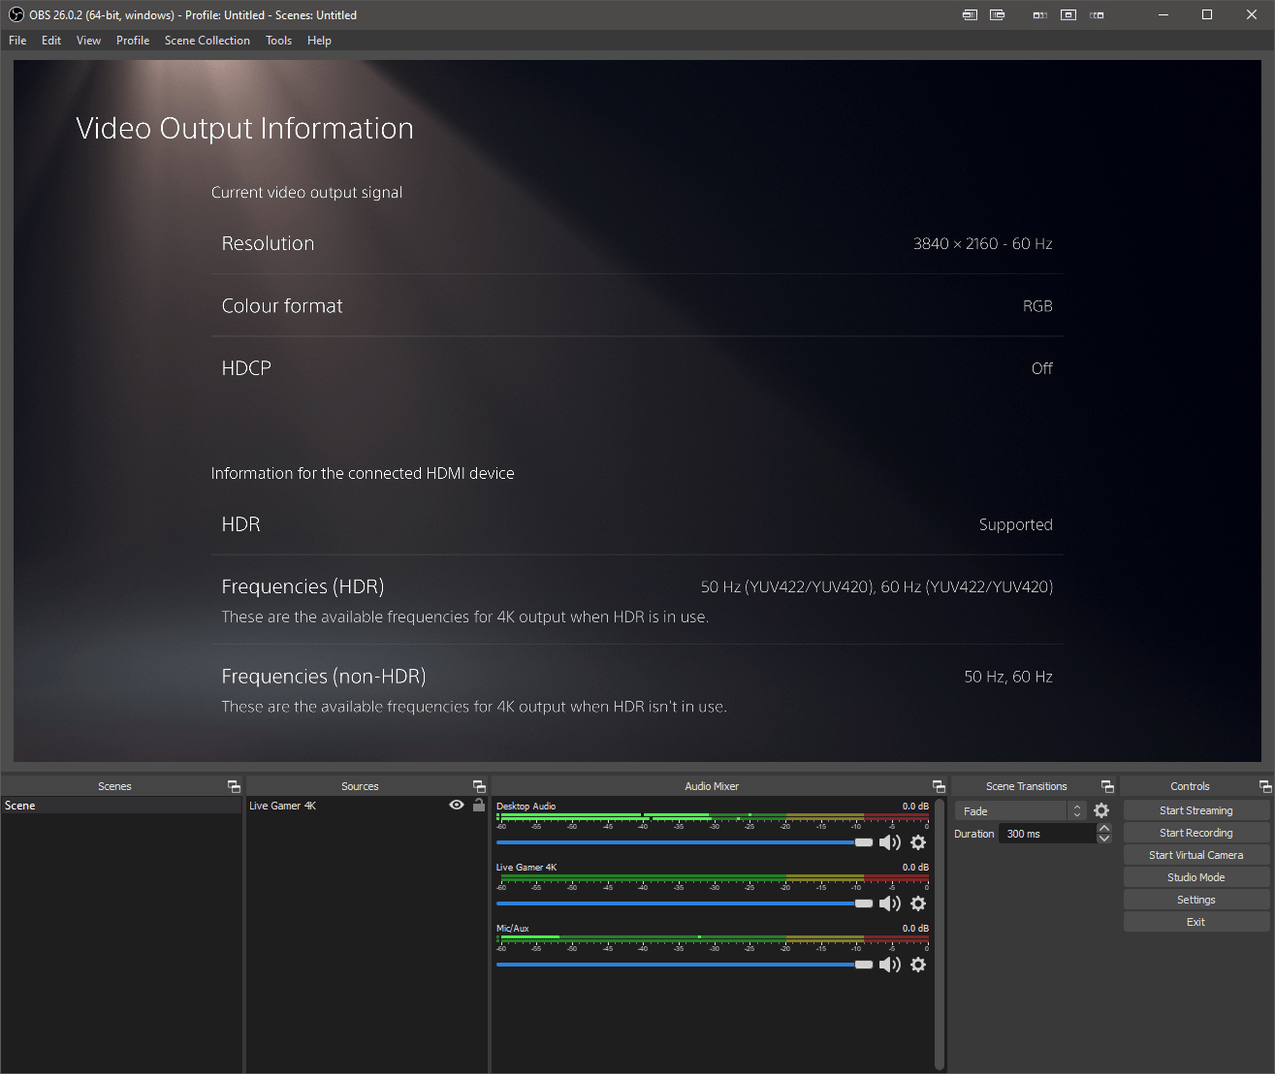 OBS 26.0.2 (64-bit, windows) - Profile: Untitled - Scenes: Untitled
File Edit View Profile Scene Collection Tools Help
Video Output Information
Current video output signal
Resolution 3840 × 2160 - 60 Hz
Colour format RGB
HDCP Off
Information for the connected HDMI device
HDR Supported
Frequencies (HDR) 50 Hz (YUV422/YUV420), 60 Hz (YUV422/YUV420)
These are the available frequencies for 4K output when HDR is in use.
Frequencies (non-HDR) 50 Hz, 60 Hz
These are the available frequencies for 4K output when HDR isn't in use.
Scenes
Scene
Sources
Live Gamer 4K
Audio Mixer
Desktop Audio 0.0 dB
-60 -55 -50 -45 -40 -35 -30 -25 -20 -15 -10 -5 0
Live Gamer 4K 0.0 dB
-60 -55 -50 -45 -40 -35 -30 -25 -20 -15 -10 -5 0
Mic/Aux 0.0 dB
-60 -55 -50 -45 -40 -35 -30 -25 -20 -15 -10 -5 0
Scene Transitions
Fade
Duration 300 ms
Controls
Start Streaming
Start Recording
Start Virtual Camera
Studio Mode
Settings
Exit